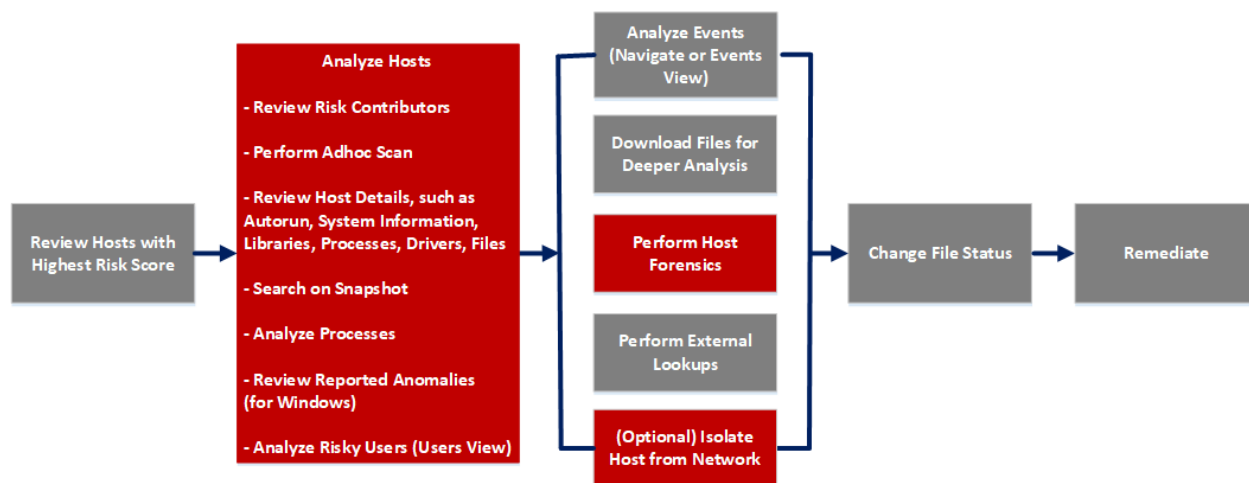 Review Hosts with
Highest Risk Score
Analyze Hosts
- Review Risk Contributors
- Perform Adhoc Scan
- Review Host Details, such as
Autorun, System Information,
Libraries, Processes, Drivers, Files
- Search on Snapshot
- Analyze Processes
- Review Reported Anomalies
(for Windows)
- Analyze Risky Users (Users View)
Analyze Events
(Navigate or Events
View)
Download Files for
Deeper Analysis
Perform Host
Forensics
Perform External
Lookups
(Optional) Isolate
Host from Network
Change File Status
Remediate